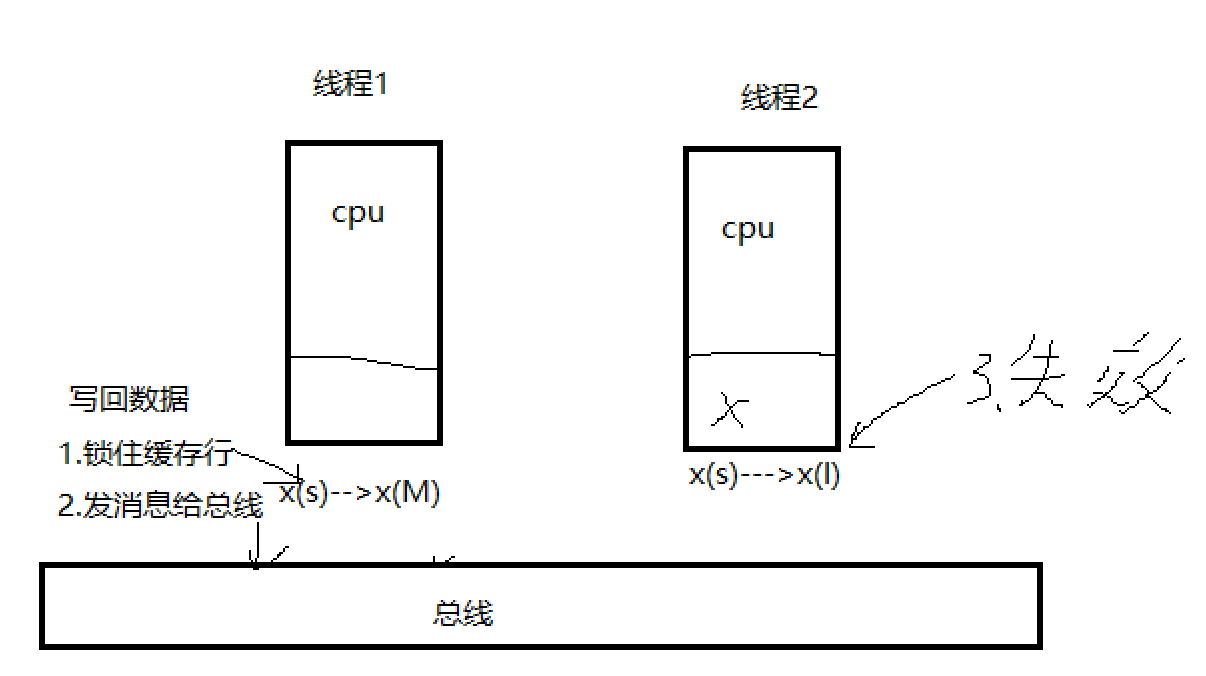 线程1
线程2
cpu
cpu
写回数据
1.锁住缓存行
2.发消息给总线
x(s)-->x(M)
x
x(s)--->x(I)
3.失效
总线